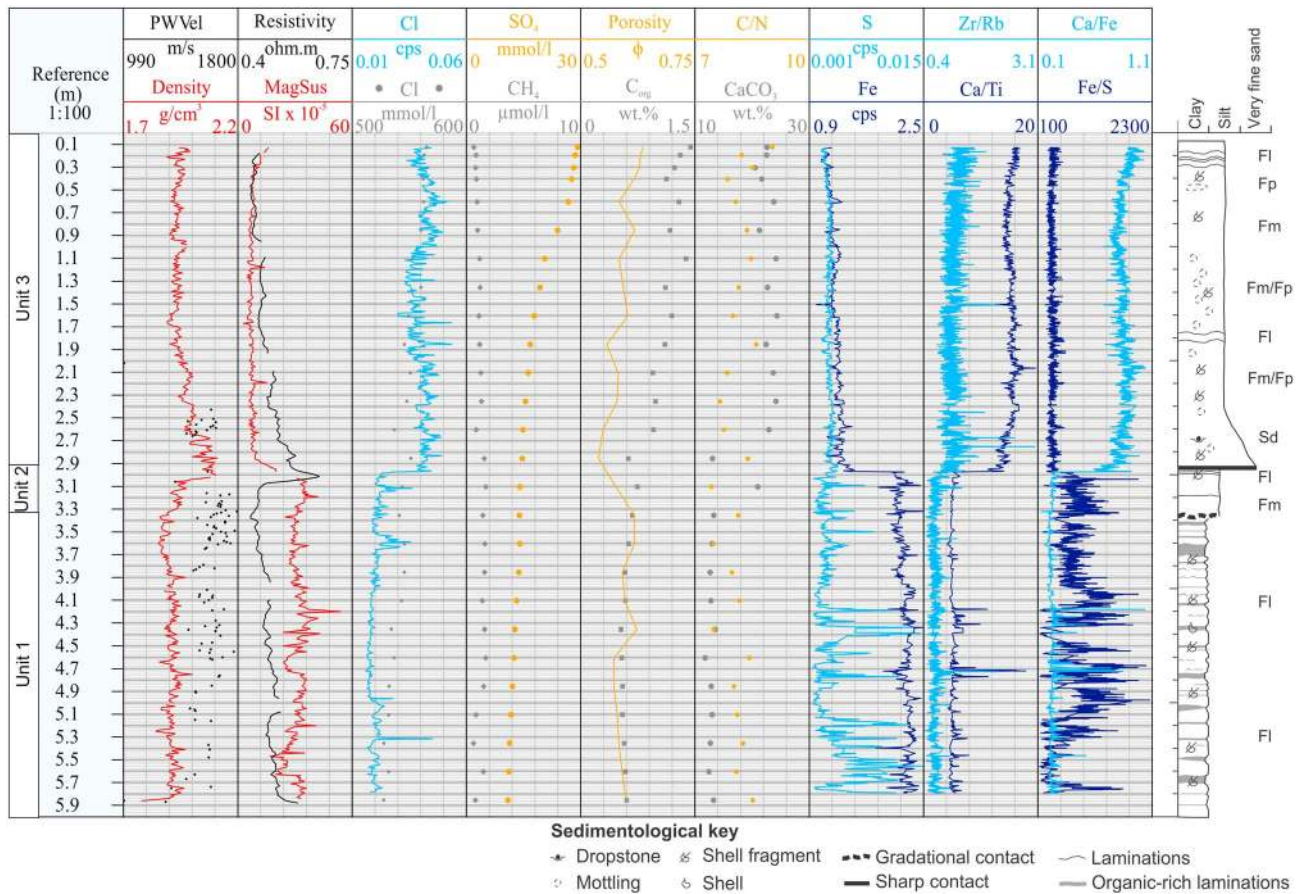 PWVel Resistivity Cl SO₄ Porosity C/N S Zr/Rb Ca/Fe
m/s ohm.m cps mmol/l ϕ cps
990 1800 0.4 0.75 0.01 0.06 0 30 0.5 0.75 7 10 0.001 0.015 0.4 3.1 0.1 1.1
Density MagSus Cl CH₄ C_org CaCO₃ Fe Ca/Ti Fe/S
g/cm³ SI x 10⁻⁵ mmol/l μmol/l wt.% wt.% cps
1.7 2.2 0 60 500 600 0 10 0 1.5 10 30 0.9 2.5 0 20 100 2300
Reference
(m)
1:100
Clay
Silt
Very fine sand
0.1
0.3
0.5
0.7
0.9
1.1
1.3
1.5
1.7
1.9
2.1
2.3
2.5
2.7
2.9
3.1
3.3
3.5
3.7
3.9
4.1
4.3
4.5
4.7
4.9
5.1
5.3
5.5
5.7
5.9
Unit 3
Unit 2
Unit 1
Fl
Fp
Fm
Fm/Fp
Fl
Fm/Fp
Sd
Fl
Fm
Fl
Fl
Sedimentological key
Dropstone Shell fragment Gradational contact Laminations
Mottling Shell Sharp contact Organic-rich laminations